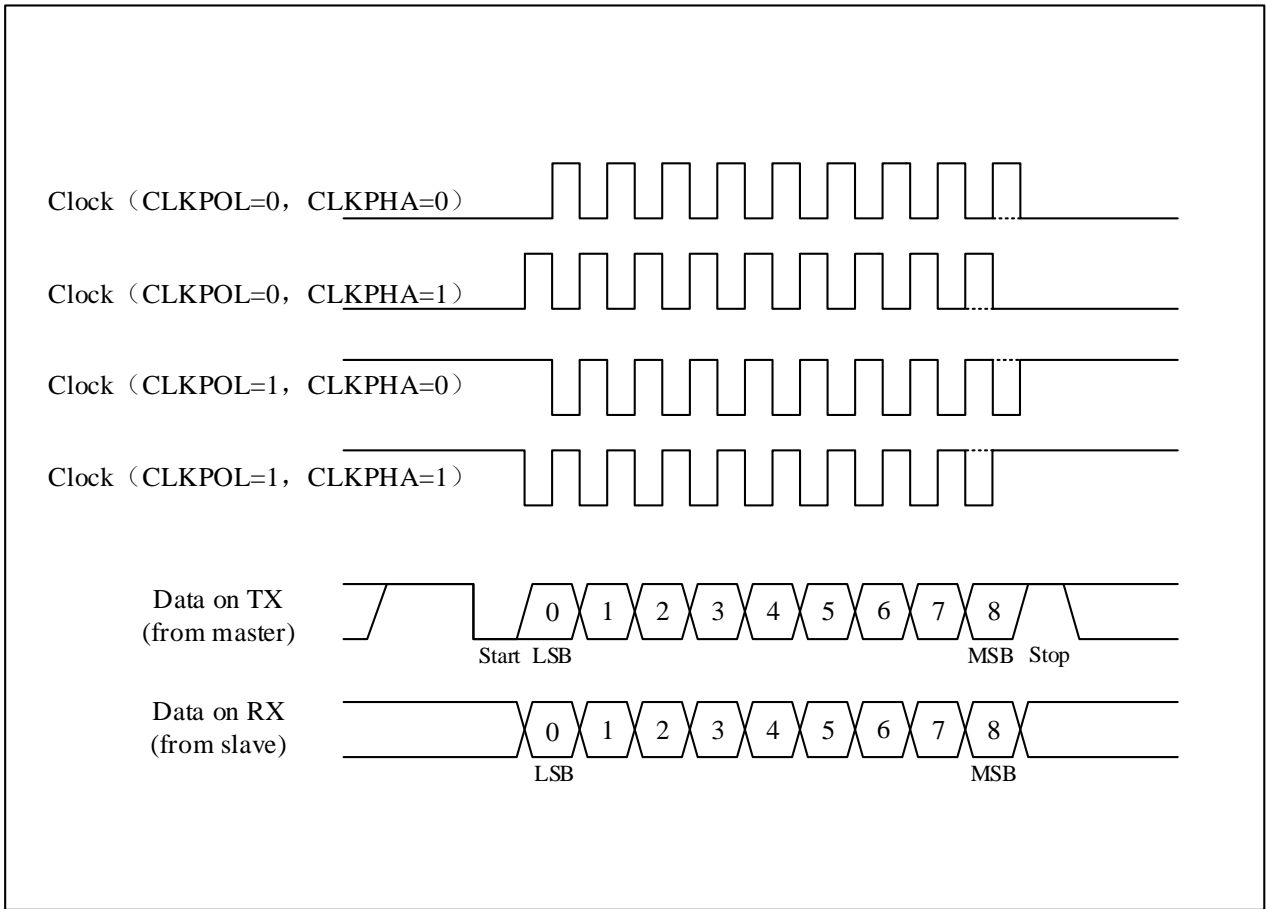 Clock（CLKPOL=0，CLKPHA=0）
Clock（CLKPOL=0，CLKPHA=1）
Clock（CLKPOL=1，CLKPHA=0）
Clock（CLKPOL=1，CLKPHA=1）
Data on TX
(from master)
0 1 2 3 4 5 6 7 8
Start LSB MSB Stop
Data on RX
(from slave)
0 1 2 3 4 5 6 7 8
LSB MSB